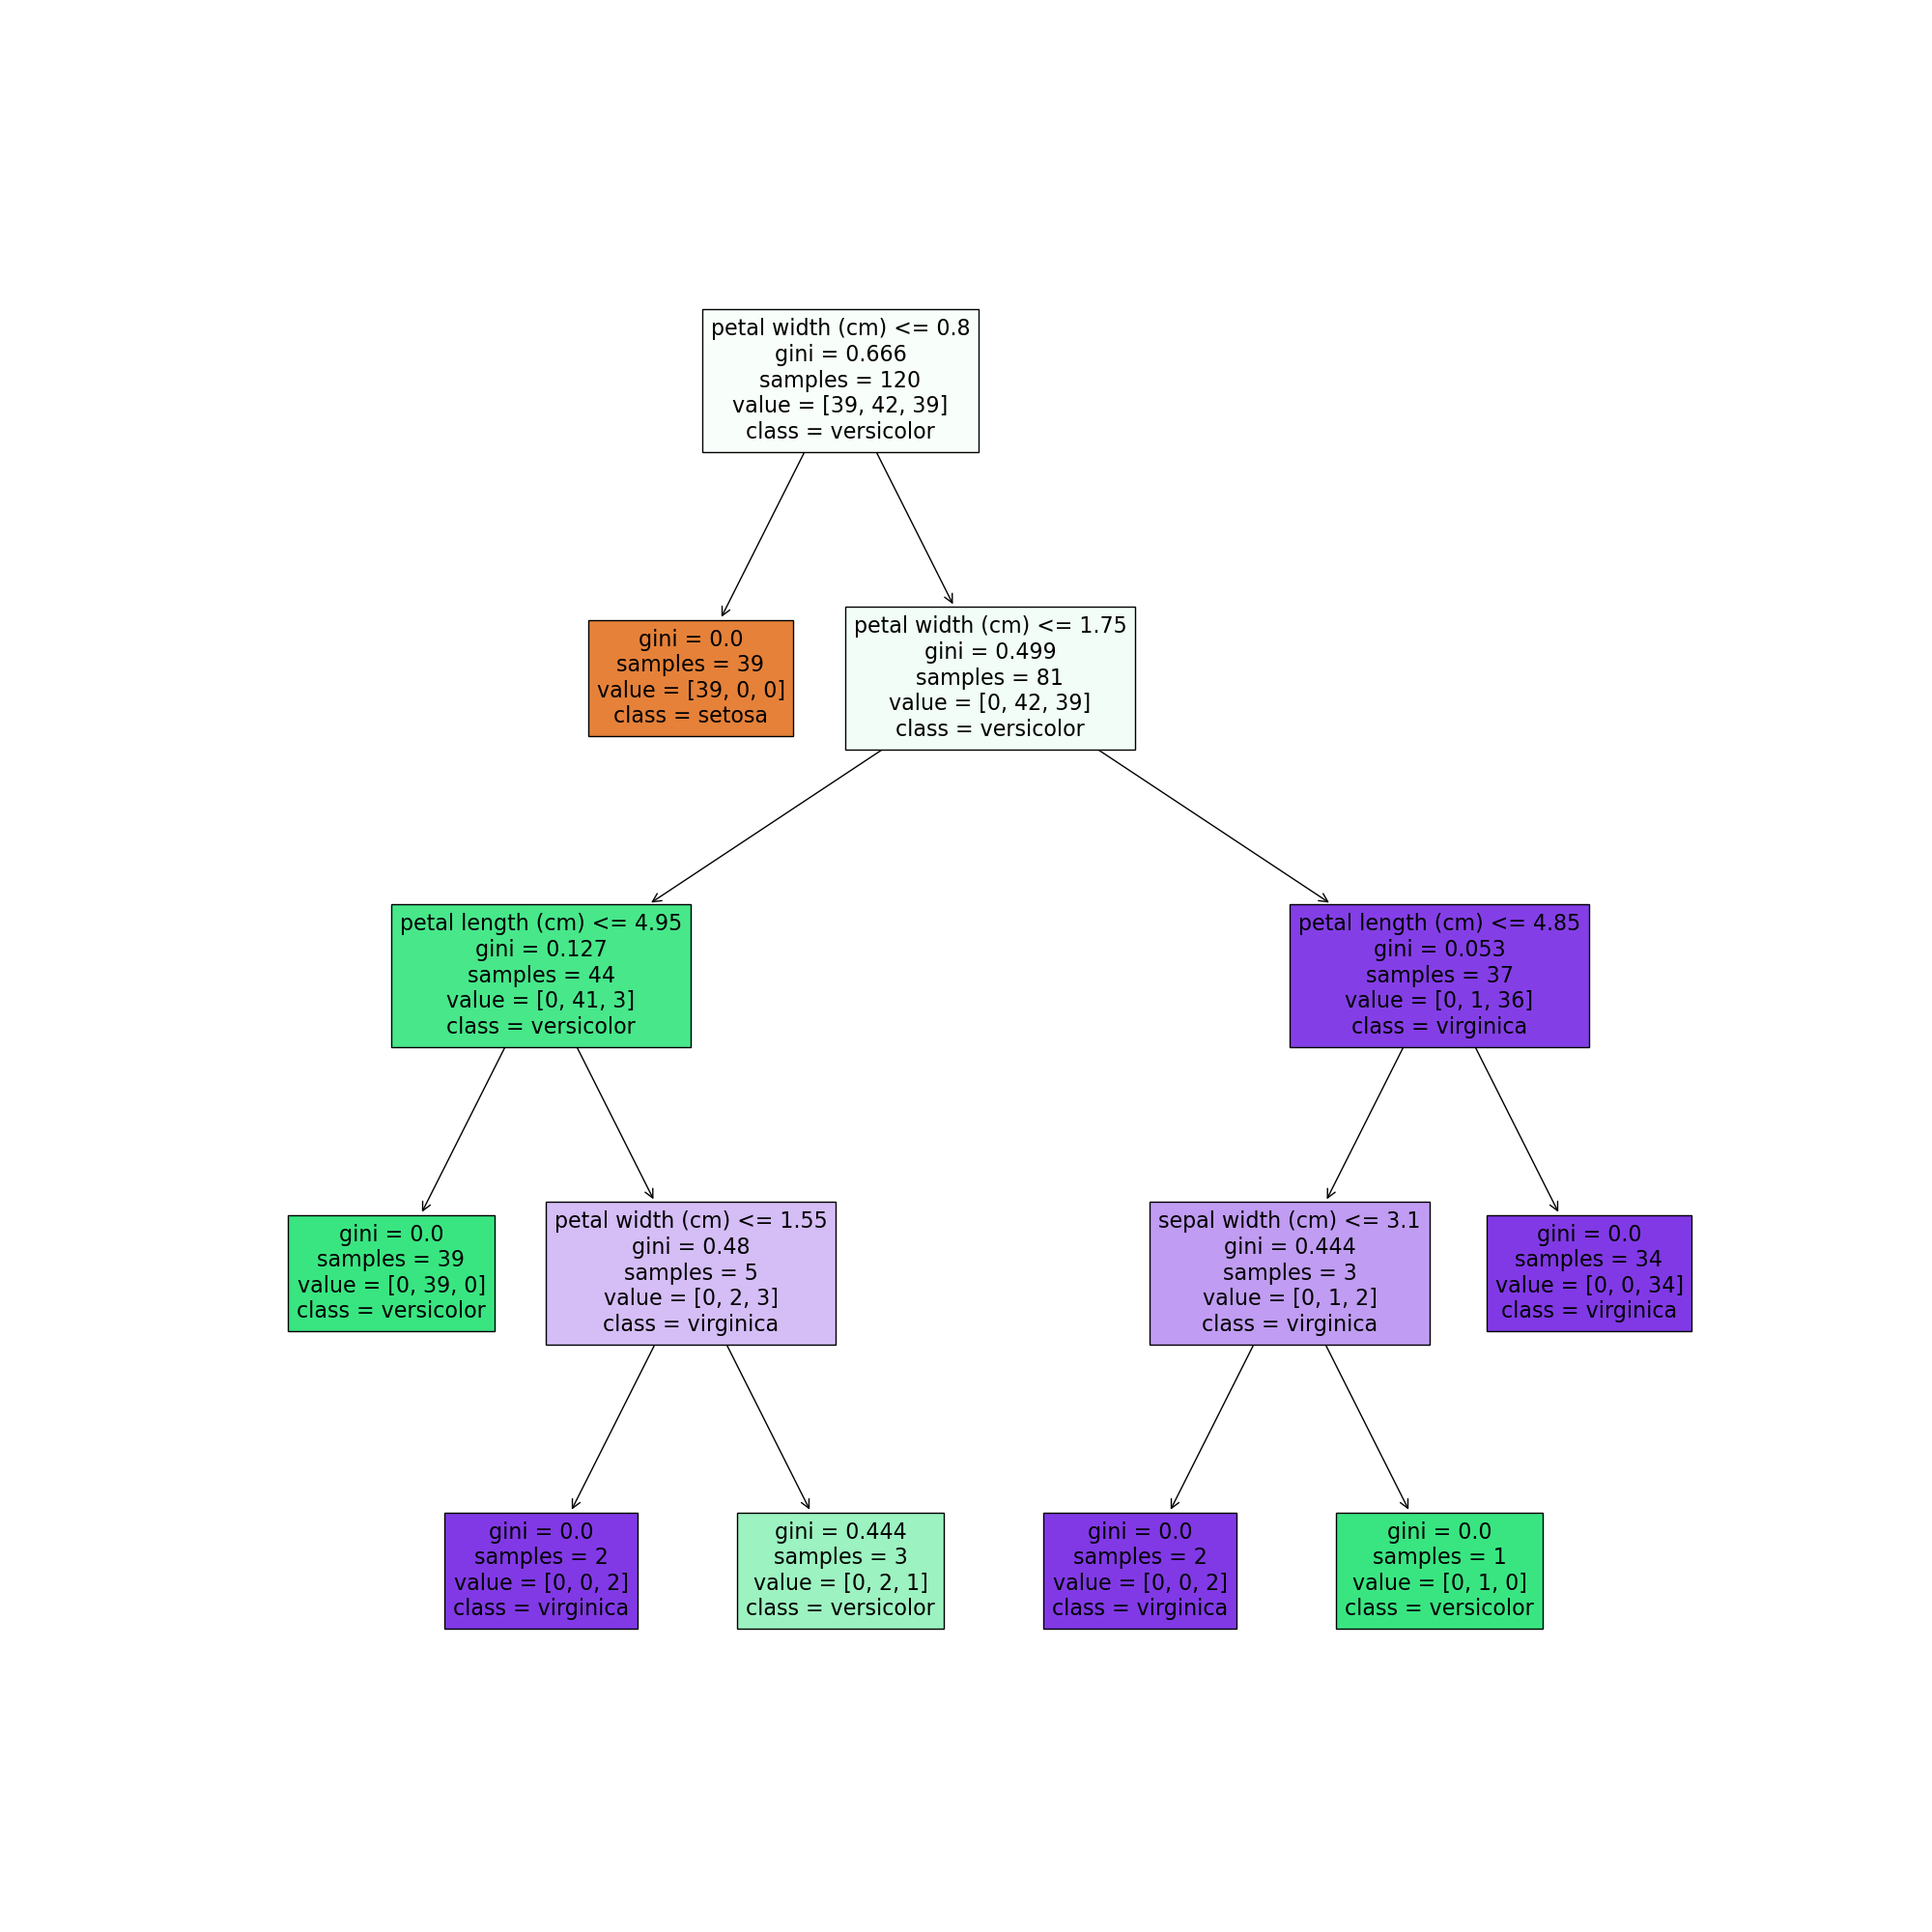 petal width (cm) <= 0.8
gini = 0.666
samples = 120
value = [39, 42, 39]
class = versicolor
gini = 0.0
samples = 39
value = [39, 0, 0]
class = setosa
petal width (cm) <= 1.75
gini = 0.499
samples = 81
value = [0, 42, 39]
class = versicolor
petal length (cm) <= 4.95
gini = 0.127
samples = 44
value = [0, 41, 3]
class = versicolor
petal length (cm) <= 4.85
gini = 0.053
samples = 37
value = [0, 1, 36]
class = virginica
gini = 0.0
samples = 39
value = [0, 39, 0]
class = versicolor
petal width (cm) <= 1.55
gini = 0.48
samples = 5
value = [0, 2, 3]
class = virginica
sepal width (cm) <= 3.1
gini = 0.444
samples = 3
value = [0, 1, 2]
class = virginica
gini = 0.0
samples = 34
value = [0, 0, 34]
class = virginica
gini = 0.0
samples = 2
value = [0, 0, 2]
class = virginica
gini = 0.444
samples = 3
value = [0, 2, 1]
class = versicolor
gini = 0.0
samples = 2
value = [0, 0, 2]
class = virginica
gini = 0.0
samples = 1
value = [0, 1, 0]
class = versicolor